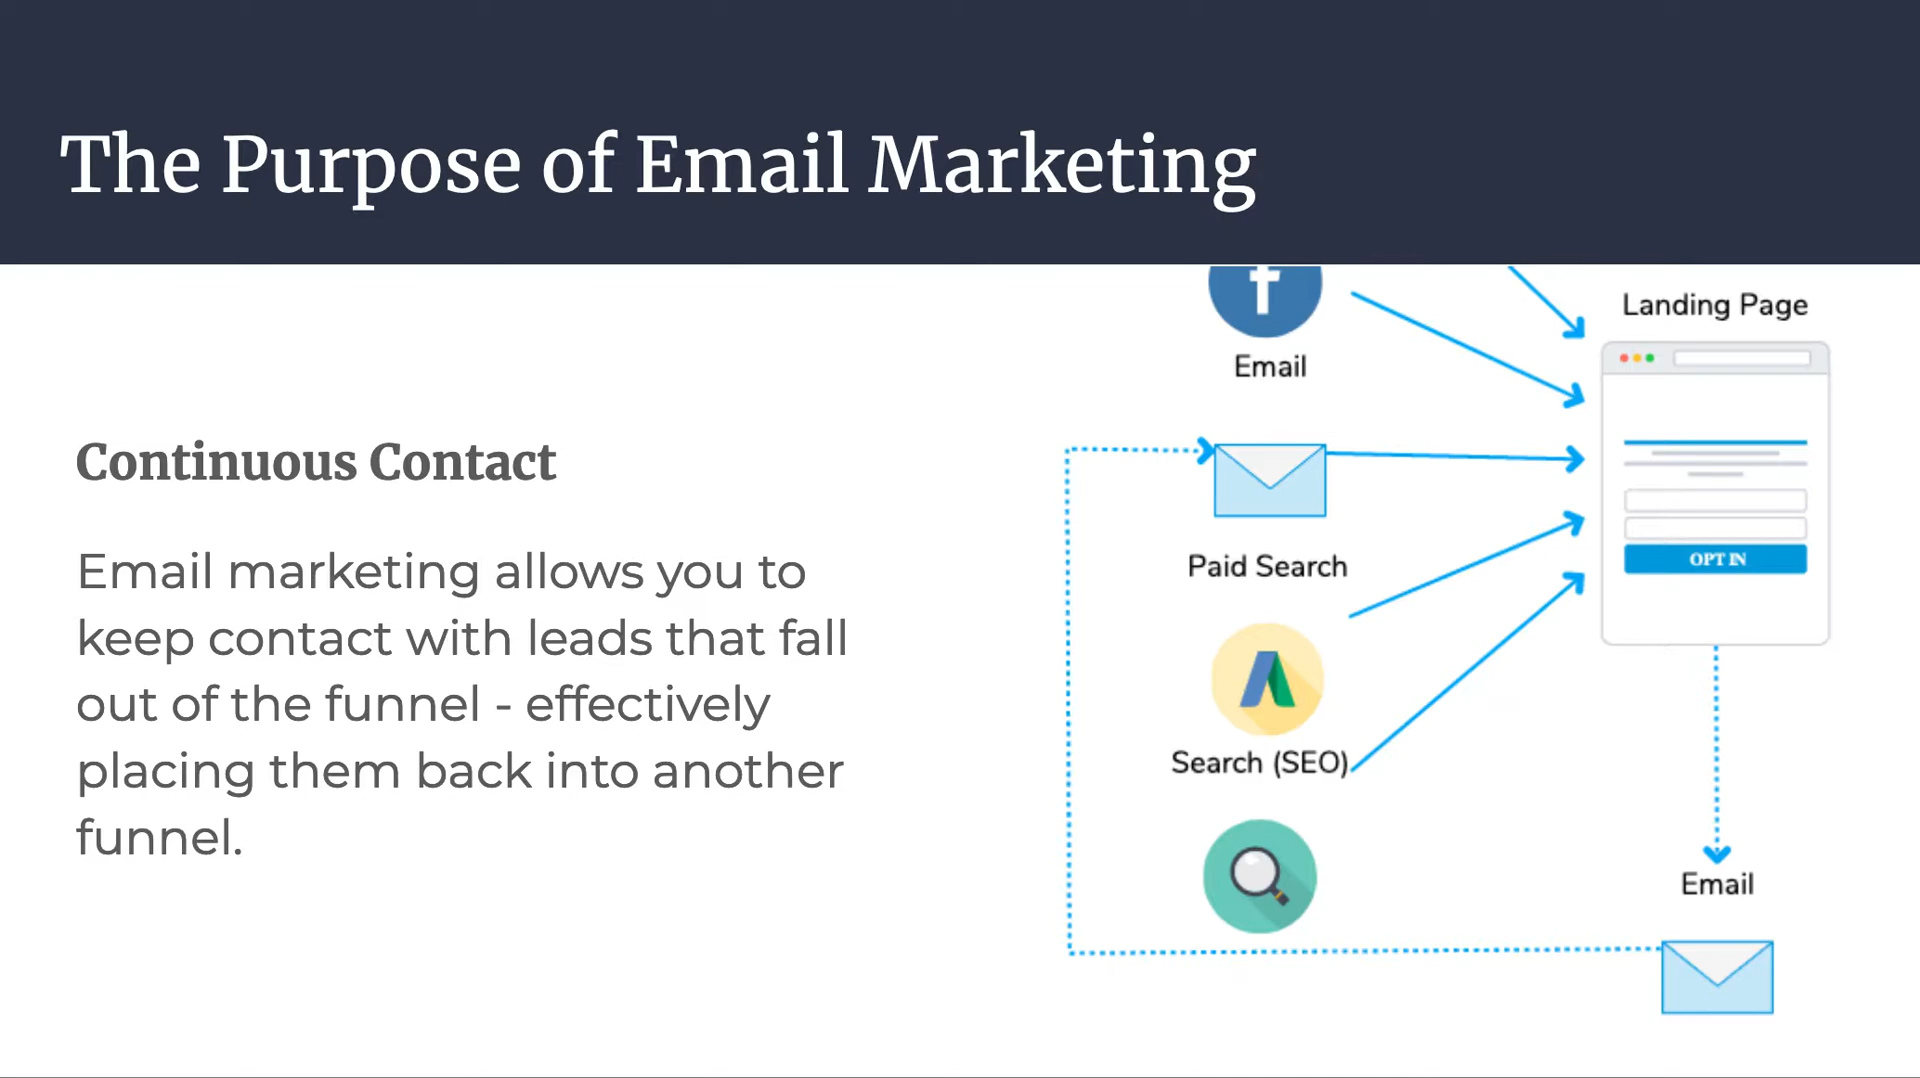 The Purpose of Email Marketing
Continuous Contact
Email marketing allows you to
keep contact with leads that fall
out of the funnel - effectively
placing them back into another
funnel.
Landing Page
Email
Paid Search
OPT IN
Search (SEO)
Email